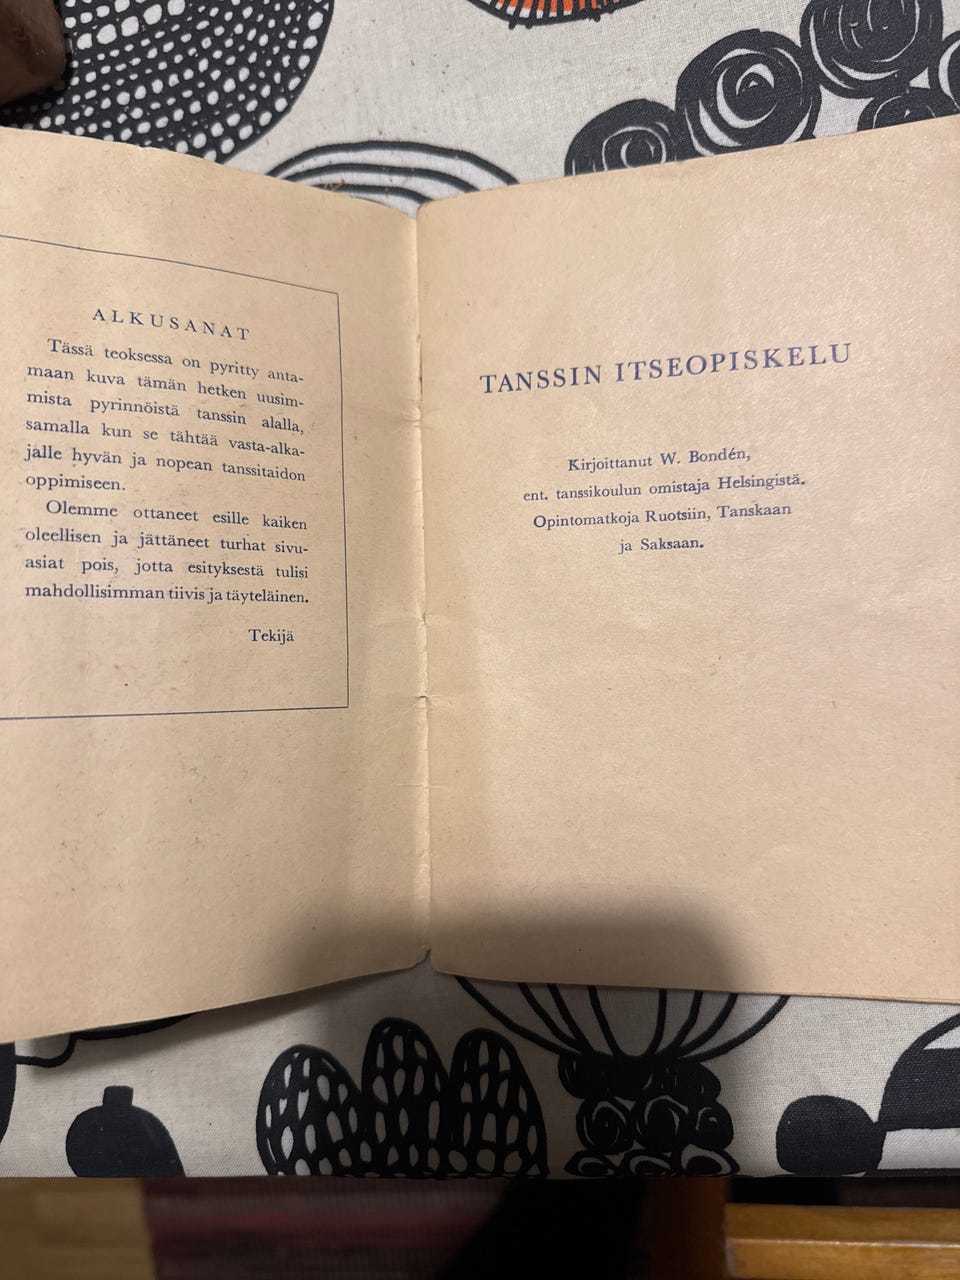 ALKUSANAT
Tässä teoksessa on pyritty anta-
maan kuva tämän hetken uusim-
mista pyrinnöistä tanssin alalla,
samalla kun se tähtää vasta-alka-
jalle hyvän ja nopean tanssitaidon
oppimiseen.
Olemme ottaneet esille kaiken
oleellisen ja jättäneet turhat sivu-
asiat pois, jotta esityksestä tulisi
mahdollisimman tiivis ja täyteläinen.
Tekijä
TANSSIN ITSEOPISKELU
Kirjoittanut W. Bondén,
ent. tanssikoulun omistaja Helsingistä.
Opintomatkoja Ruotsiin, Tanskaan
ja Saksaan.